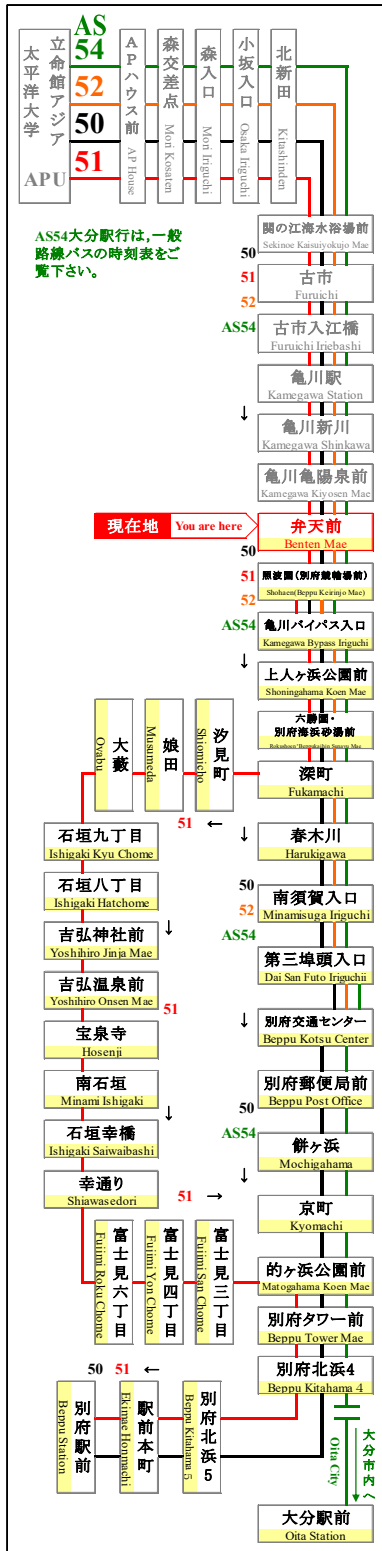 AS
54
52
50
51
立命館アジア
太平洋大学
APU
APハウス前
AP House
森交差点
Mori Kosaten
森入口
Mori Iriguchi
小坂入口
Osaka Iriguchi
北新田
Kitashinden
AS54大分駅行は,一般
路線バスの時刻表をご
覧下さい。
関の江海水浴場前
Sekinoe Kaisuiyokujo Mae
50
51
52
AS54
↓
古市
Furuichi
古市入江橋
Furuichi Iriebashi
亀川駅
Kamegawa Station
亀川新川
Kamegawa Shinkawa
亀川亀陽泉前
Kamegawa Kiyosen Mae
現在地 You are here
弁天前
Benten Mae
50
51
52
AS54
↓
照波園(別府競輪場前)
Shohaen(Beppu Keirinjo Mae)
亀川バイパス入口
Kamegawa Bypass Iriguchi
上人ヶ浜公園前
Shoningahama Koen Mae
六勝園・
別府海浜砂湯前
Rokushoen Beppukaihin Sunayu Mae
深町
Fukamachi
汐見町
Shiomicho
娘田
Musumeda
大藪
Oyabu
51 ←
石垣九丁目
Ishigaki Kyu Chome
石垣八丁目
Ishigaki Hatchome
↓
吉弘神社前
Yoshihiro Jinja Mae
吉弘温泉前
Yoshihiro Onsen Mae
51
宝泉寺
Hosenji
南石垣
Minami Ishigaki
↓
石垣幸橋
Ishigaki Saiwaibashi
幸通り
Shiawasedori
51 →
富士見六丁目
Fujimi Roku Chome
富士見四丁目
Fujimi Yon Chome
富士見三丁目
Fujimi San Chome
↓
春木川
Harukigawa
50
52
AS54
南須賀入口
Minamisuga Iriguchi
第三埠頭入口
Dai San Futo Iriguchii
↓
別府交通センター
Beppu Kotsu Center
別府郵便局前
Beppu Post Office
50
AS54
↓
餅ヶ浜
Mochigahama
京町
Kyomachi
的ヶ浜公園前
Matogahama Koen Mae
別府タワー前
Beppu Tower Mae
別府北浜4
Beppu Kitahama 4
50 51 ←
別府北浜5
Beppu Kitahama 5
駅前本町
Ekimae Honmachi
別府駅前
Beppu Station
大分市内へ
Oita City
↓
大分駅前
Oita Station